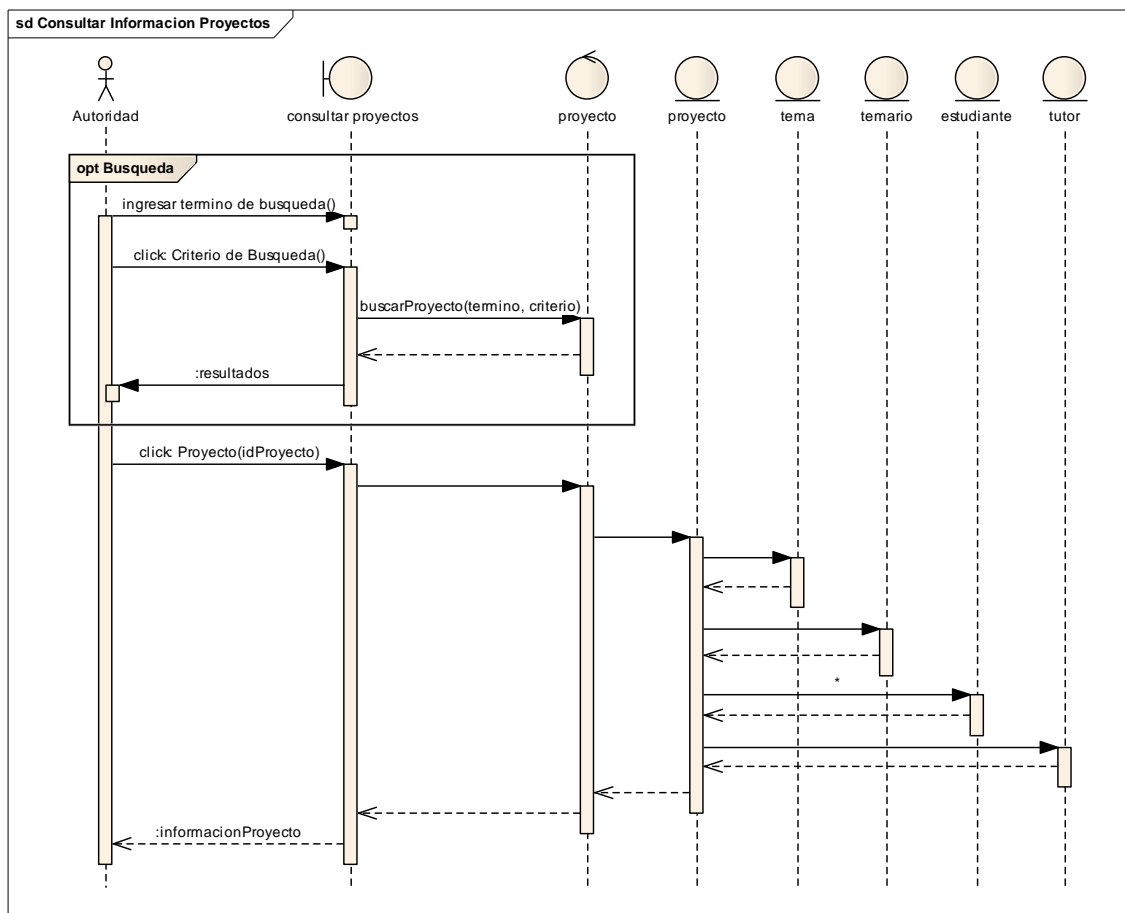 sd Consultar Informacion Proyectos
Autoridad
consultar proyectos
proyecto
proyecto
tema
temario
estudiante
tutor
opt Busqueda
ingresar termino de busqueda()
click: Criterio de Busqueda()
buscarProyecto(termino, criterio)
:resultados
click: Proyecto(idProyecto)
*
:informacionProyecto